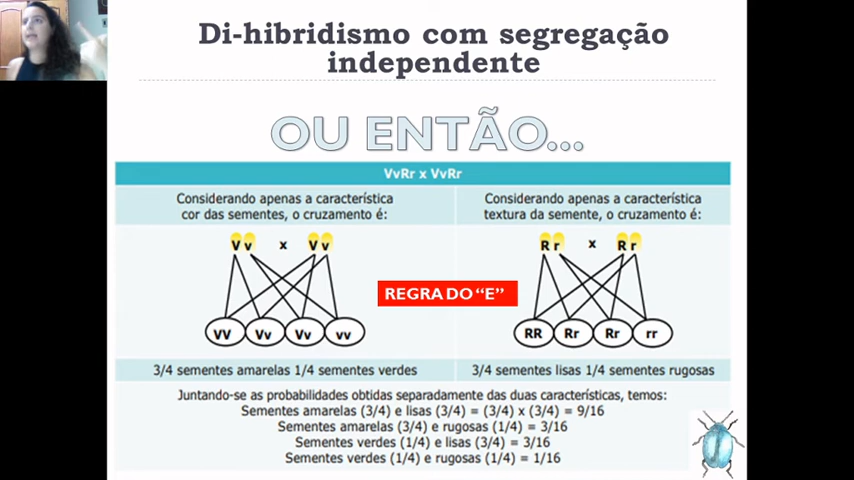 Di-hibridismo com segregação
independente
OU ENTÃO...
VvRr x VvRr
Considerando apenas a característica
cor das sementes, o cruzamento é:
Considerando apenas a característica
textura da semente, o cruzamento é:
V v x V v
R r x R r
REGRA DO “E”
VV Vv Vv vv
RR Rr Rr rr
3/4 sementes amarelas 1/4 sementes verdes
3/4 sementes lisas 1/4 sementes rugosas
Juntando-se as probabilidades obtidas separadamente das duas características, temos:
Sementes amarelas (3/4) e lisas (3/4) = (3/4) x (3/4) = 9/16
Sementes amarelas (3/4) e rugosas (1/4) = 3/16
Sementes verdes (1/4) e lisas (3/4) = 3/16
Sementes verdes (1/4) e rugosas (1/4) = 1/16